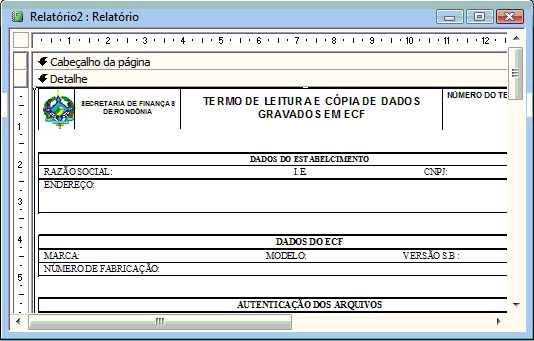 Relatório2 : Relatório
1 2 3 4 5 6 7 8 9 10 11 12
Cabeçalho da página
Detalhe
SECRETARIA DE FINANÇAS
DE RONDÔNIA
TERMO DE LEITURA E CÓPIA DE DADOS
GRAVADOS EM ECF
NÚMERO DO TE
1
2
3
4
5
DADOS DO ESTABELCIMENTO
RAZÃO SOCIAL: I.E. CNPJ:
ENDEREÇO:
DADOS DO ECF
MARCA: MODELO: VERSÃO S.B :
NÚMERO DE FABRICAÇÃO:
AUTENTICAÇÃO DOS ARQUIVOS